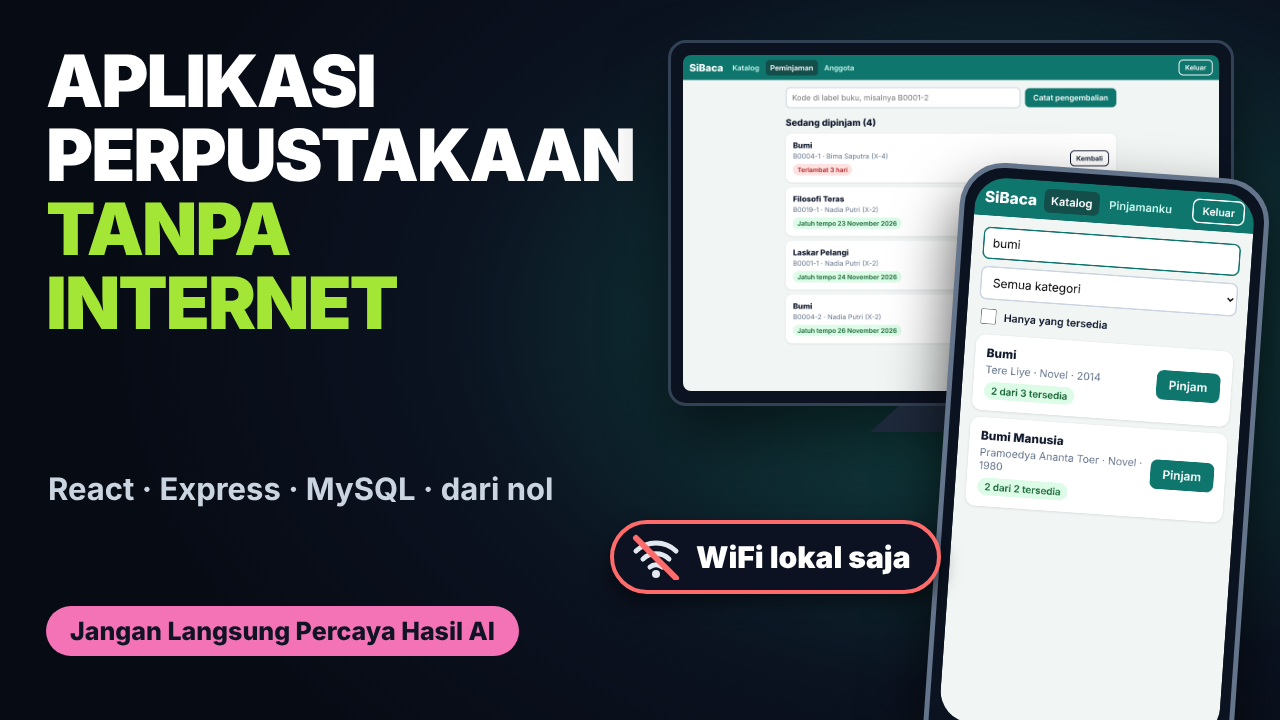 APLIKASI
PERPUSTAKAAN
TANPA
INTERNET
React · Express · MySQL · dari nol
Jangan Langsung Percaya Hasil AI
WiFi lokal saja
SiBaca Katalog Peminjaman Anggota Keluar
Kode di label buku, misalnya B0001-2 Catat pengembalian
Sedang dipinjam (4)
Bumi
B0004-1 · Bima Saputra (X-4)
Terlambat 3 hari
Kembali
Filosofi Teras
B0019-1 · Nadia Putri (X-2)
Jatuh tempo 23 November 2026
Laskar Pelangi
B0001-1 · Nadia Putri (X-2)
Jatuh tempo 24 November 2026
Bumi
B0004-2 · Nadia Putri (X-2)
Jatuh tempo 26 November 2026
SiBaca Katalog Pinjamanku Keluar
bumi
Semua kategori
Hanya yang tersedia
Bumi
Tere Liye · Novel · 2014
2 dari 3 tersedia
Pinjam
Bumi Manusia
Pramoedya Ananta Toer · Novel ·
1980
2 dari 2 tersedia
Pinjam